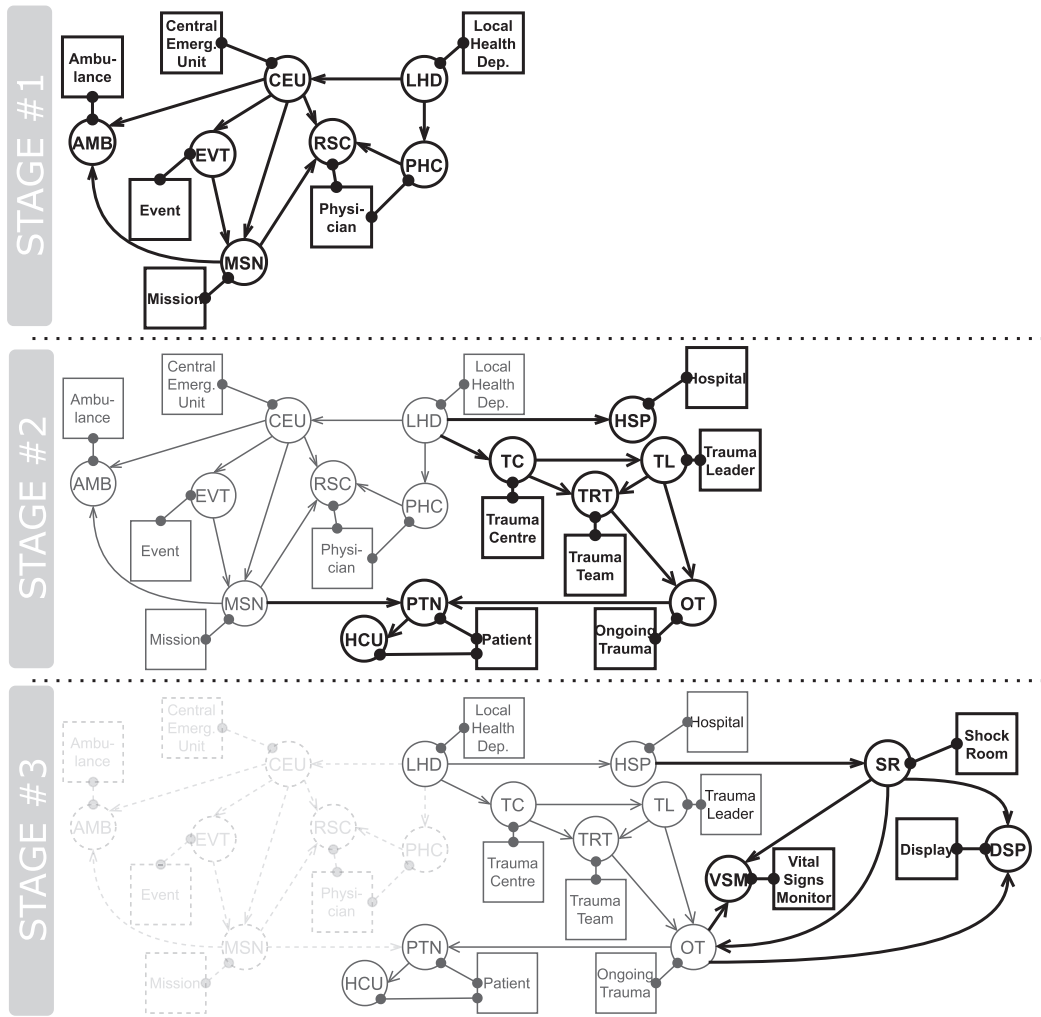 STAGE #1
Central
Emerg.
Unit
Local
Health
Dep.
Ambu-
lance
CEU
LHD
AMB
EVT
RSC
PHC
Event
Physi-
cian
MSN
Mission
STAGE #2
Central
Emerg.
Unit
Local
Health
Dep.
Hospital
Ambu-
lance
CEU
LHD
HSP
TC
TL
Trauma
Leader
AMB
EVT
RSC
PHC
TRT
Trauma
Centre
Event
Physi-
cian
Trauma
Team
MSN
PTN
OT
Mission
HCU
Patient
Ongoing
Trauma
STAGE #3
Central
Emerg.
Unit
Local
Health
Dep.
Hospital
Shock
Room
Ambu-
lance
CEU
LHD
HSP
SR
TC
TL
Trauma
Leader
AMB
EVT
RSC
PHC
TRT
Display
DSP
Trauma
Centre
VSM
Vital
Signs
Monitor
Event
Physi-
cian
Trauma
Team
MSN
PTN
OT
Mission
HCU
Patient
Ongoing
Trauma